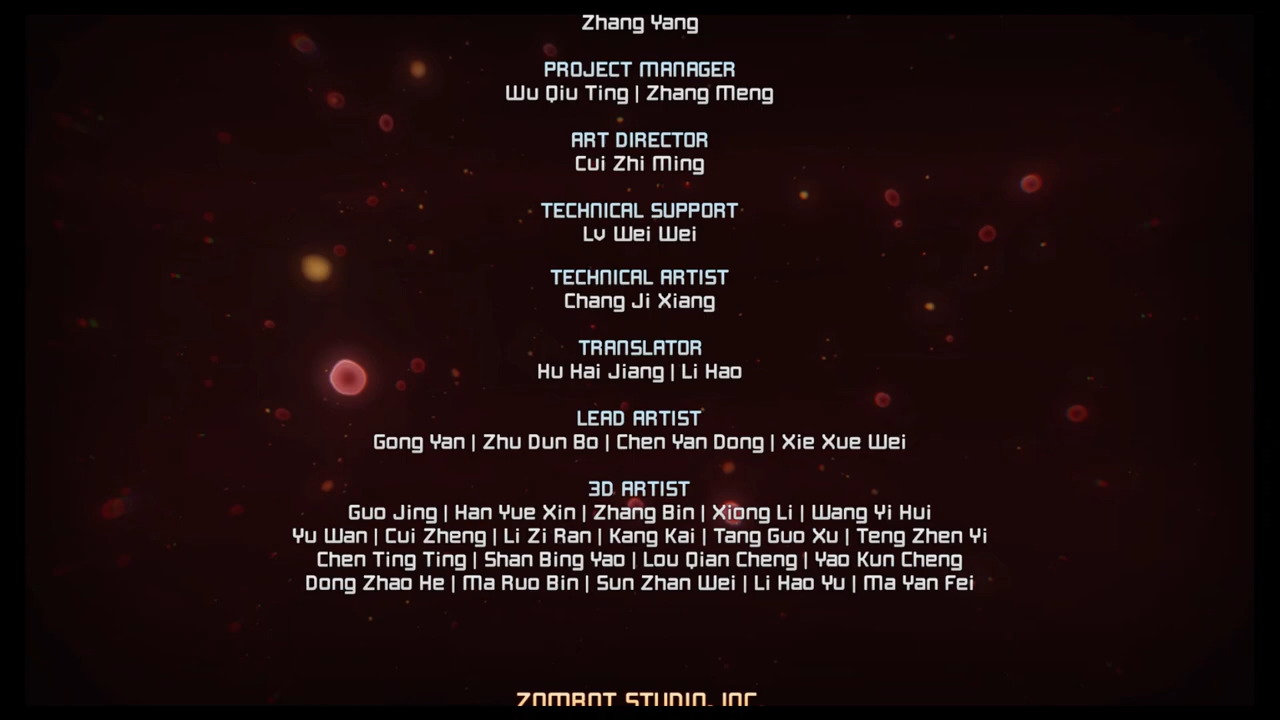 Zhang Yang
PROJECT MANAGER
Wu Qiu Ting | Zhang Meng
ART DIRECTOR
Cui Zhi Ming
TECHNICAL SUPPORT
Lv Wei Wei
TECHNICAL ARTIST
Chang Ji Xiang
TRANSLATOR
Hu Hai Jiang | Li Hao
LEAD ARTIST
Gong Yan | Zhu Dun Bo | Chen Yan Dong | Xie Xue Wei
3D ARTIST
Guo Jing | Han Yue Xin | Zhang Bin | Xiong Li | Wang Yi Hui
Yu Wan | Cui Zheng | Li Zi Ran | Kang Kai | Tang Guo Xu | Teng Zhen Yi
Chen Ting Ting | Shan Bing Yao | Lou Qian Cheng | Yao Kun Cheng
Dong Zhao He | Ma Ruo Bin | Sun Zhan Wei | Li Hao Yu | Ma Yan Fei
ZOMBOT STUDIO, INC.